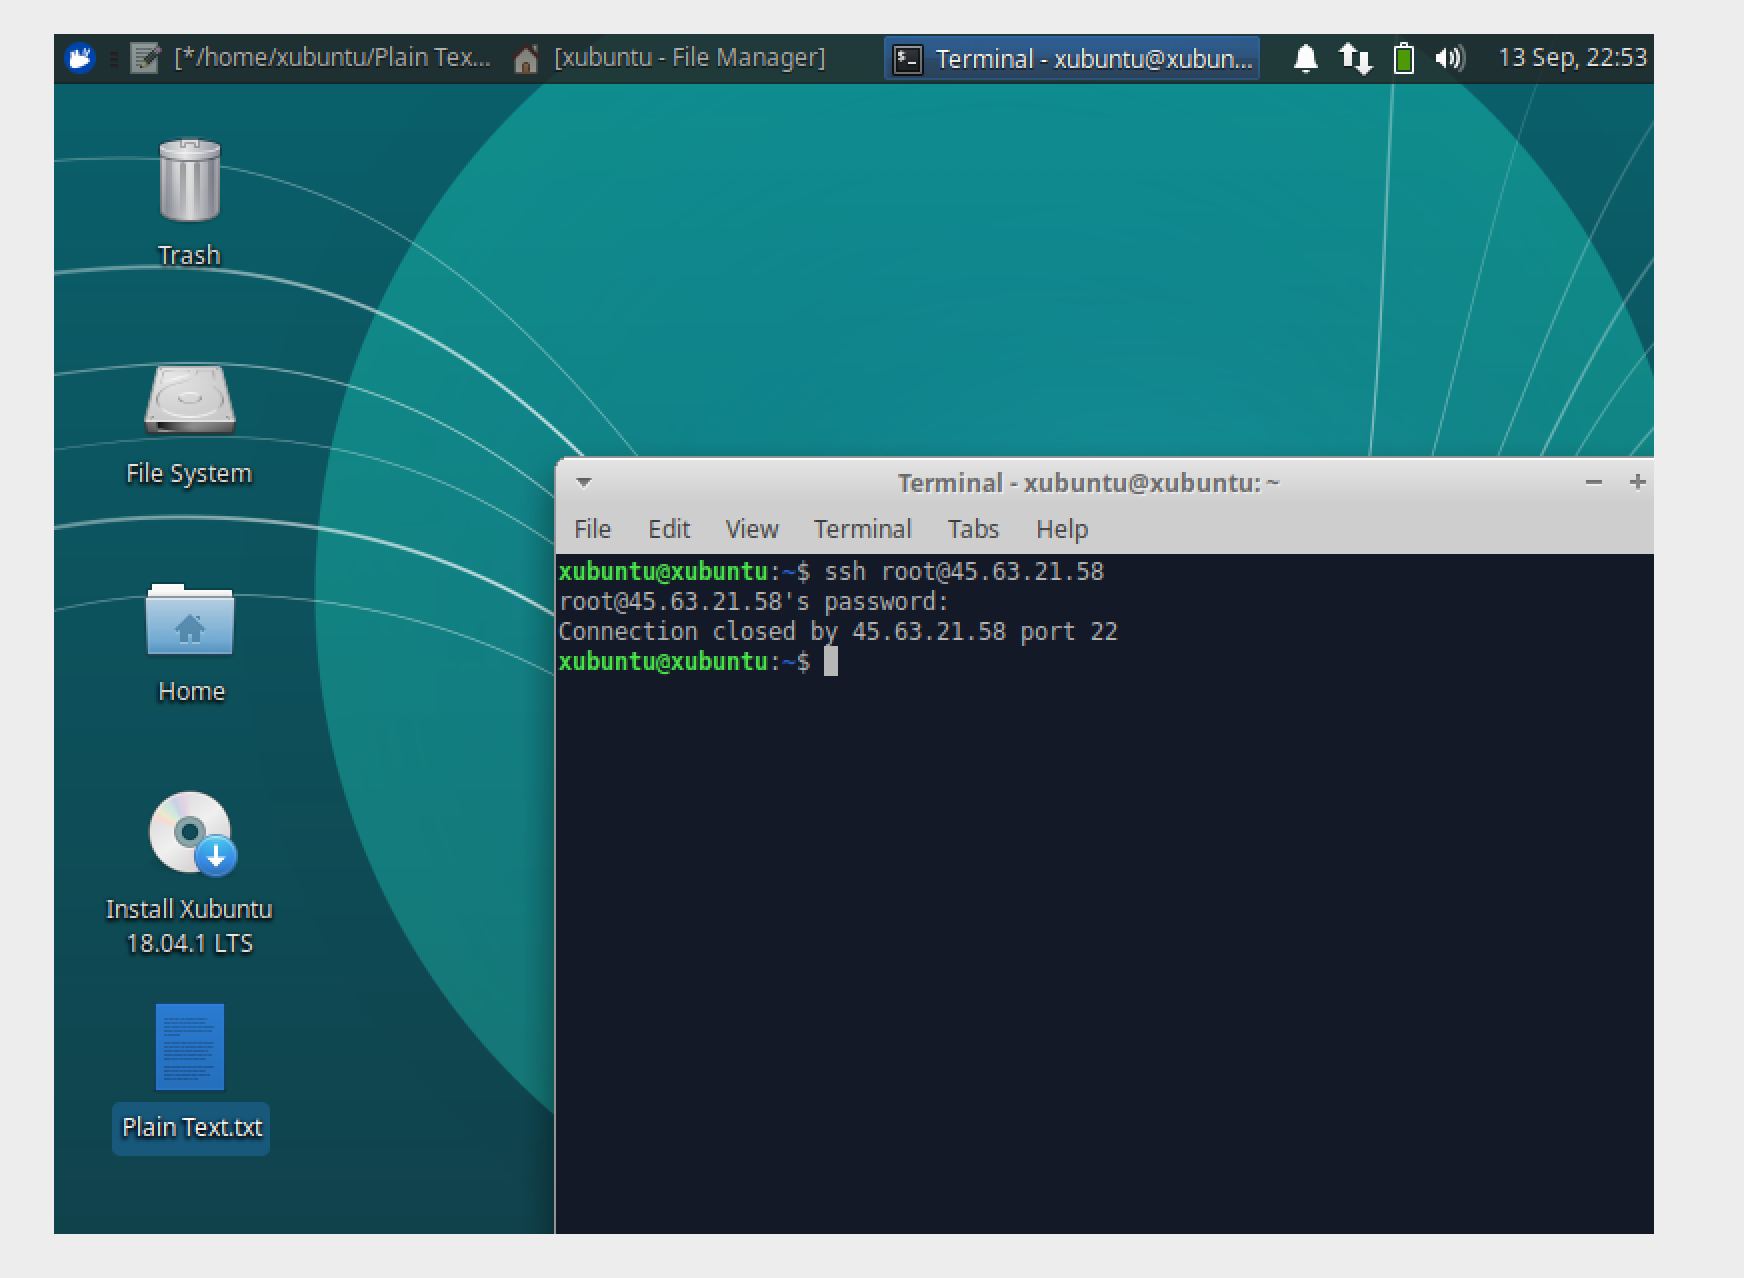 [*/home/xubuntu/Plain Tex...
[xubuntu - File Manager]
Terminal - xubuntu@xubun...
13 Sep, 22:53
Trash
File System
Home
Install Xubuntu
18.04.1 LTS
Plain Text.txt
Terminal - xubuntu@xubuntu: ~
File Edit View Terminal Tabs Help
xubuntu@xubuntu:~$ ssh root@45.63.21.58
root@45.63.21.58's password:
Connection closed by 45.63.21.58 port 22
xubuntu@xubuntu:~$